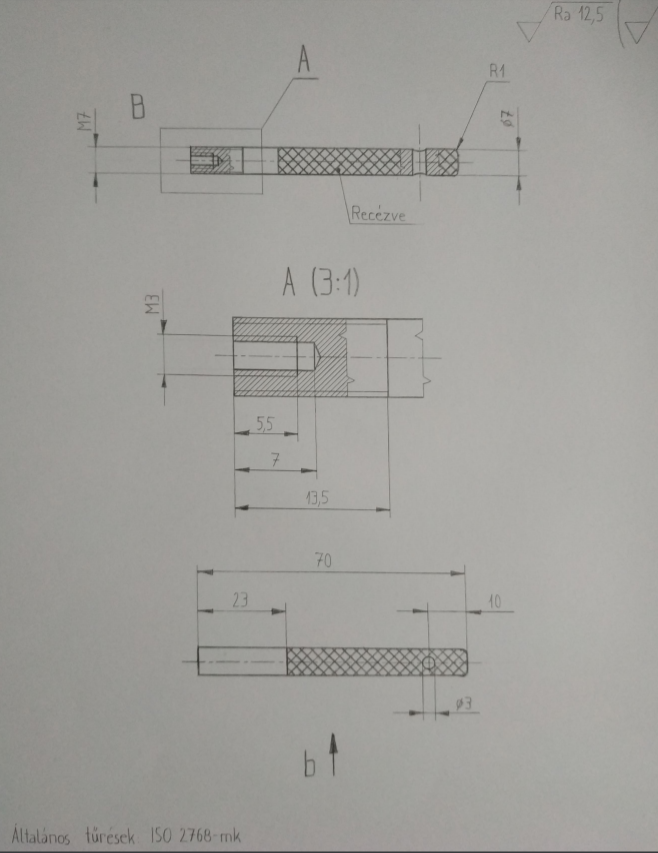 Ra 12,5
A
R1
B
M7
ø7
Recézve
A (3:1)
M3
5,5
7
13,5
70
23
10
ø3
b
Általános tűrések ISO 2768-mk